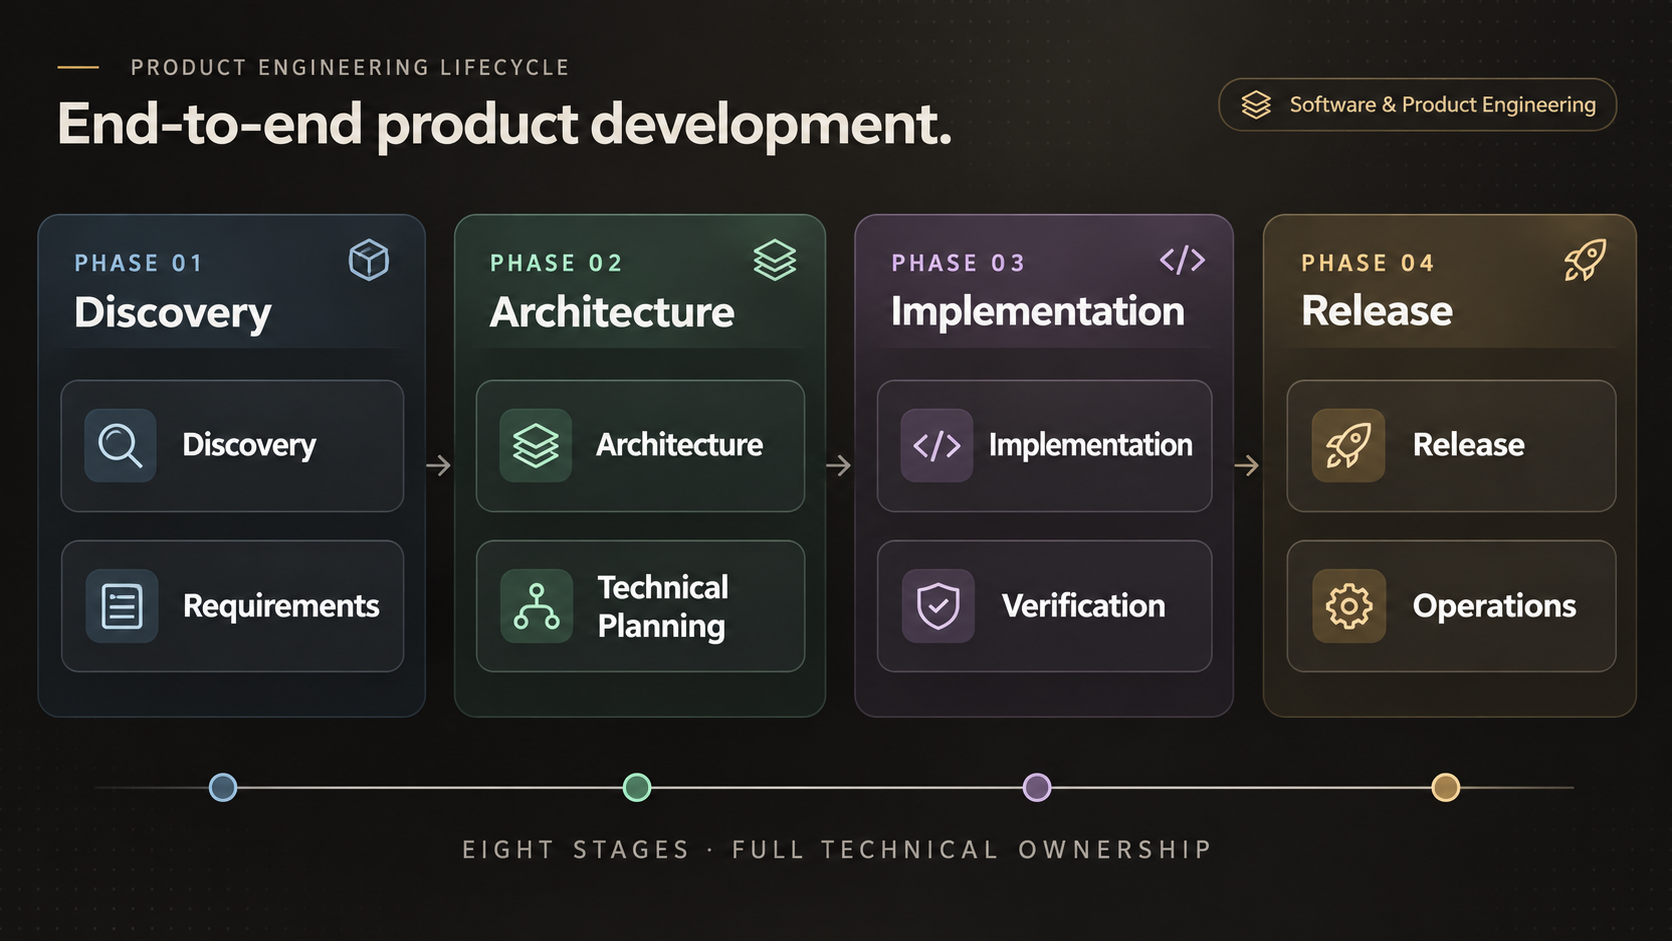 PRODUCT ENGINEERING LIFECYCLE
End-to-end product development.
Software & Product Engineering
PHASE 01
Discovery
Discovery
Requirements
PHASE 02
Architecture
Architecture
Technical
Planning
PHASE 03
Implementation
Implementation
Verification
PHASE 04
Release
Release
Operations
EIGHT STAGES · FULL TECHNICAL OWNERSHIP